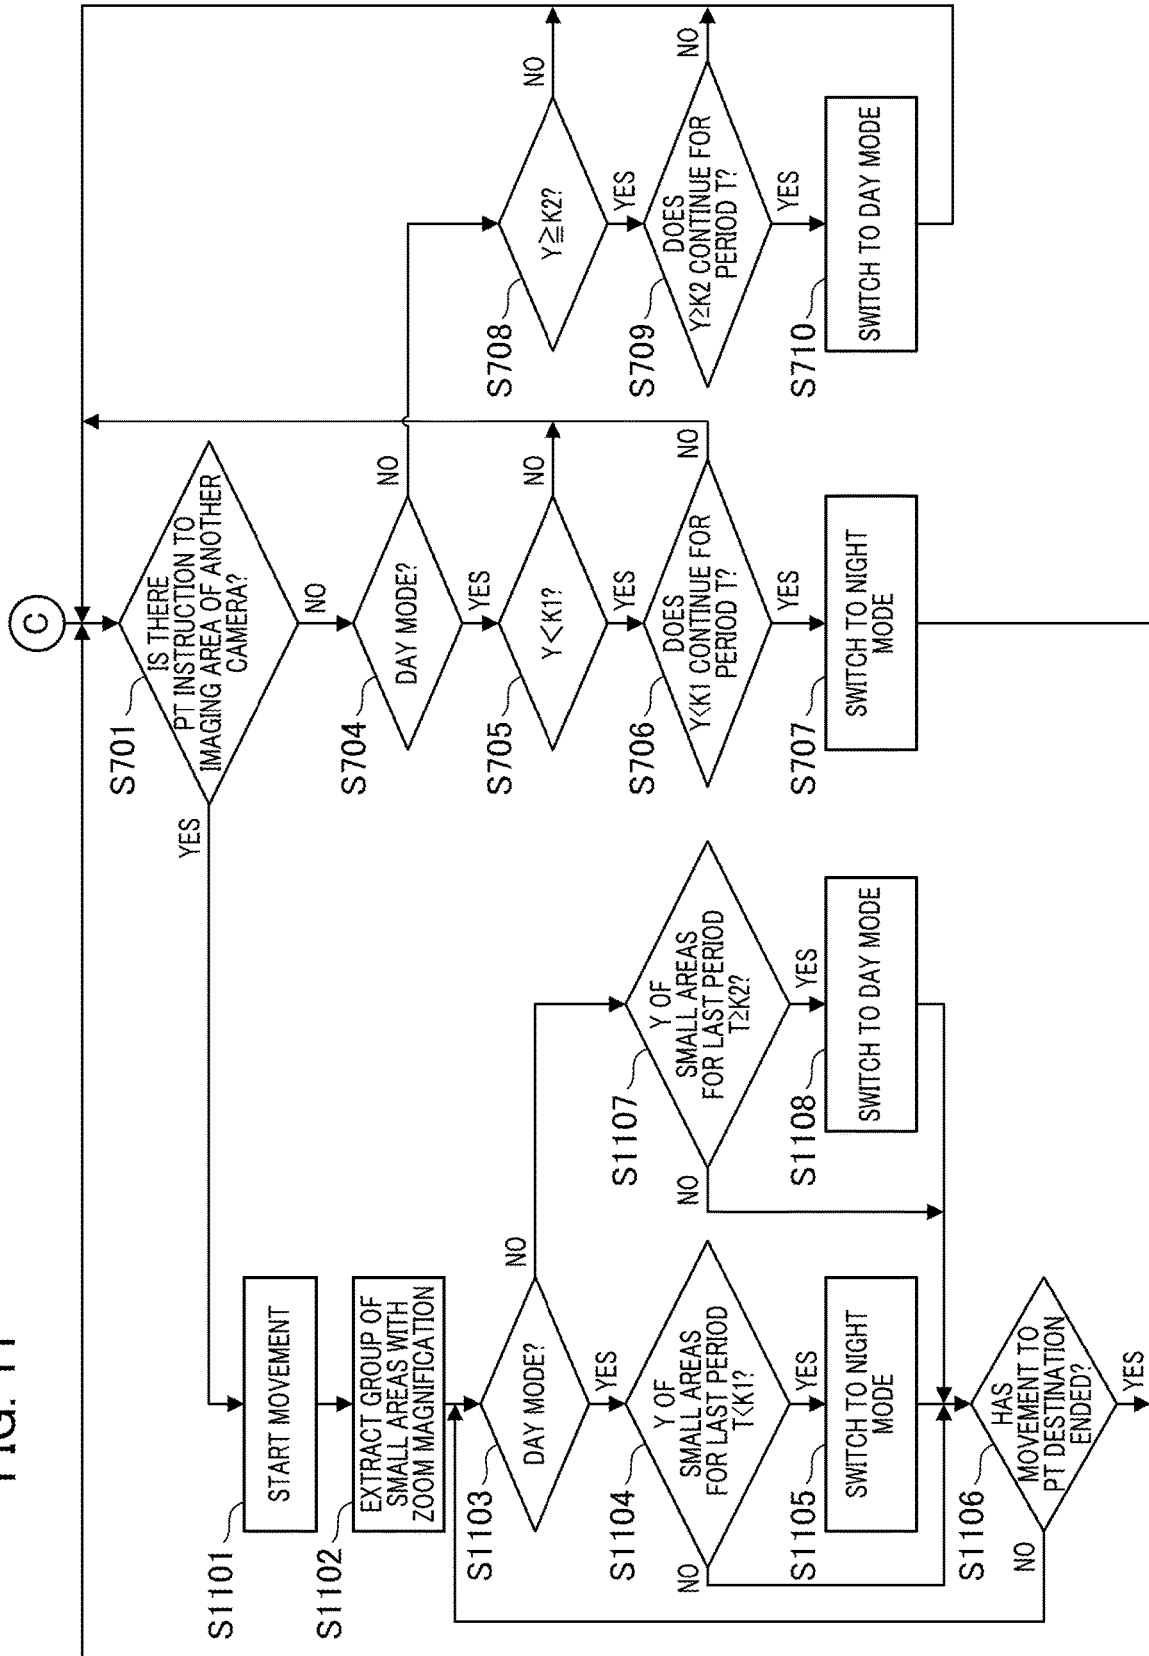 FIG. 11
C
S701
IS THERE
PT INSTRUCTION TO
IMAGING AREA OF ANOTHER
CAMERA?
YES
NO
S1101
START MOVEMENT
S1102
EXTRACT GROUP OF
SMALL AREAS WITH
ZOOM MAGNIFICATION
S1103
DAY MODE?
NO
YES
S1104
Y OF
SMALL AREAS
FOR LAST PERIOD
T<K1?
NO
YES
S1105
SWITCH TO NIGHT
MODE
S1106
HAS
MOVEMENT TO
PT DESTINATION
ENDED?
NO
YES
S1107
Y OF
SMALL AREAS
FOR LAST PERIOD
T≥K2?
NO
YES
S1108
SWITCH TO DAY MODE
S704
DAY MODE?
NO
YES
S705
Y<K1?
NO
YES
S706
DOES
Y<K1 CONTINUE FOR
PERIOD T?
NO
YES
S707
SWITCH TO NIGHT
MODE
S708
Y≧K2?
NO
YES
S709
DOES
Y≥K2 CONTINUE FOR
PERIOD T?
NO
YES
S710
SWITCH TO DAY MODE